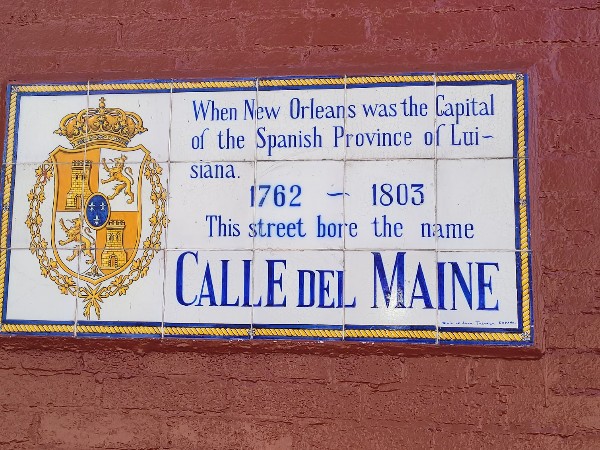 When New Orleans was the Capital
of the Spanish Province of Lui-
siana.
1762 ~ 1803
This street bore the name
CALLE DEL MAINE